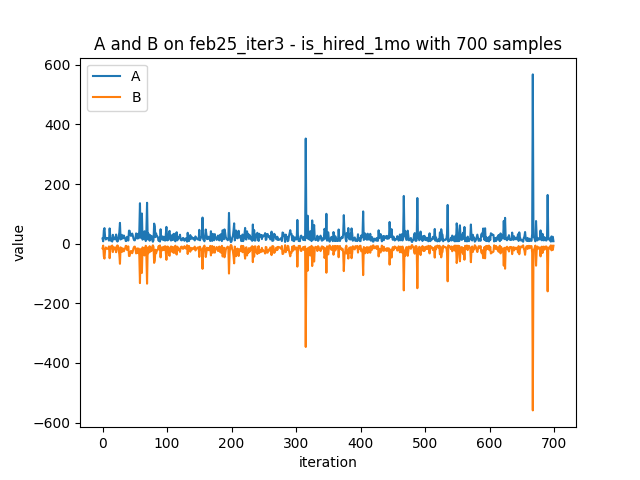 A and B on feb25_iter3 - is_hired_1mo with 700 samples
A
B
600
400
200
0
−200
−400
−600
value
0 100 200 300 400 500 600 700
iteration